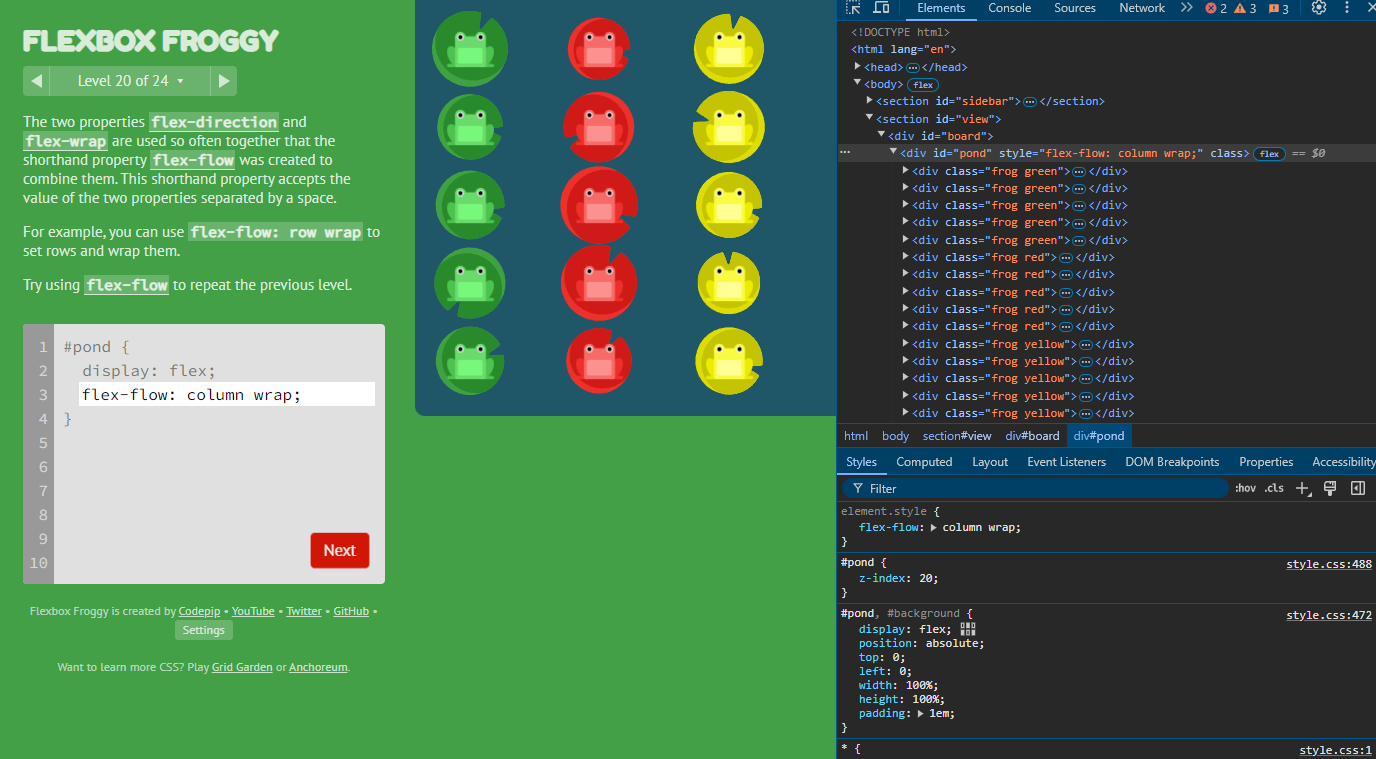 FLEXBOX FROGGY
◀ Level 20 of 24 ▾ ▶
The two properties flex-direction and
flex-wrap are used so often together that the
shorthand property flex-flow was created to
combine them. This shorthand property accepts the
value of the two properties separated by a space.
For example, you can use flex-flow: row wrap to
set rows and wrap them.
Try using flex-flow to repeat the previous level.
1 #pond {
2 display: flex;
3 flex-flow: column wrap;
4 }
5
6
7
8
9
10
Next
Flexbox Froggy is created by Codepip • YouTube • Twitter • GitHub •
Settings
Want to learn more CSS? Play Grid Garden or Anchoreum.
Elements Console Sources Network 2 3 3
<!DOCTYPE html>
<html lang="en">
<head>…</head>
<body> flex
<section id="sidebar">…</section>
<section id="view">
<div id="board">
… <div id="pond" style="flex-flow: column wrap;" class> flex == $0
<div class="frog green">…</div>
<div class="frog green">…</div>
<div class="frog green">…</div>
<div class="frog green">…</div>
<div class="frog green">…</div>
<div class="frog red">…</div>
<div class="frog red">…</div>
<div class="frog red">…</div>
<div class="frog red">…</div>
<div class="frog red">…</div>
<div class="frog yellow">…</div>
<div class="frog yellow">…</div>
<div class="frog yellow">…</div>
<div class="frog yellow">…</div>
<div class="frog yellow">…</div>
html body section#view div#board div#pond
Styles Computed Layout Event Listeners DOM Breakpoints Properties Accessibility
Filter :hov .cls
element.style {
flex-flow: column wrap;
}
#pond { style.css:488
z-index: 20;
}
#pond, #background { style.css:472
display: flex;
position: absolute;
top: 0;
left: 0;
width: 100%;
height: 100%;
padding: 1em;
}
* { style.css:1